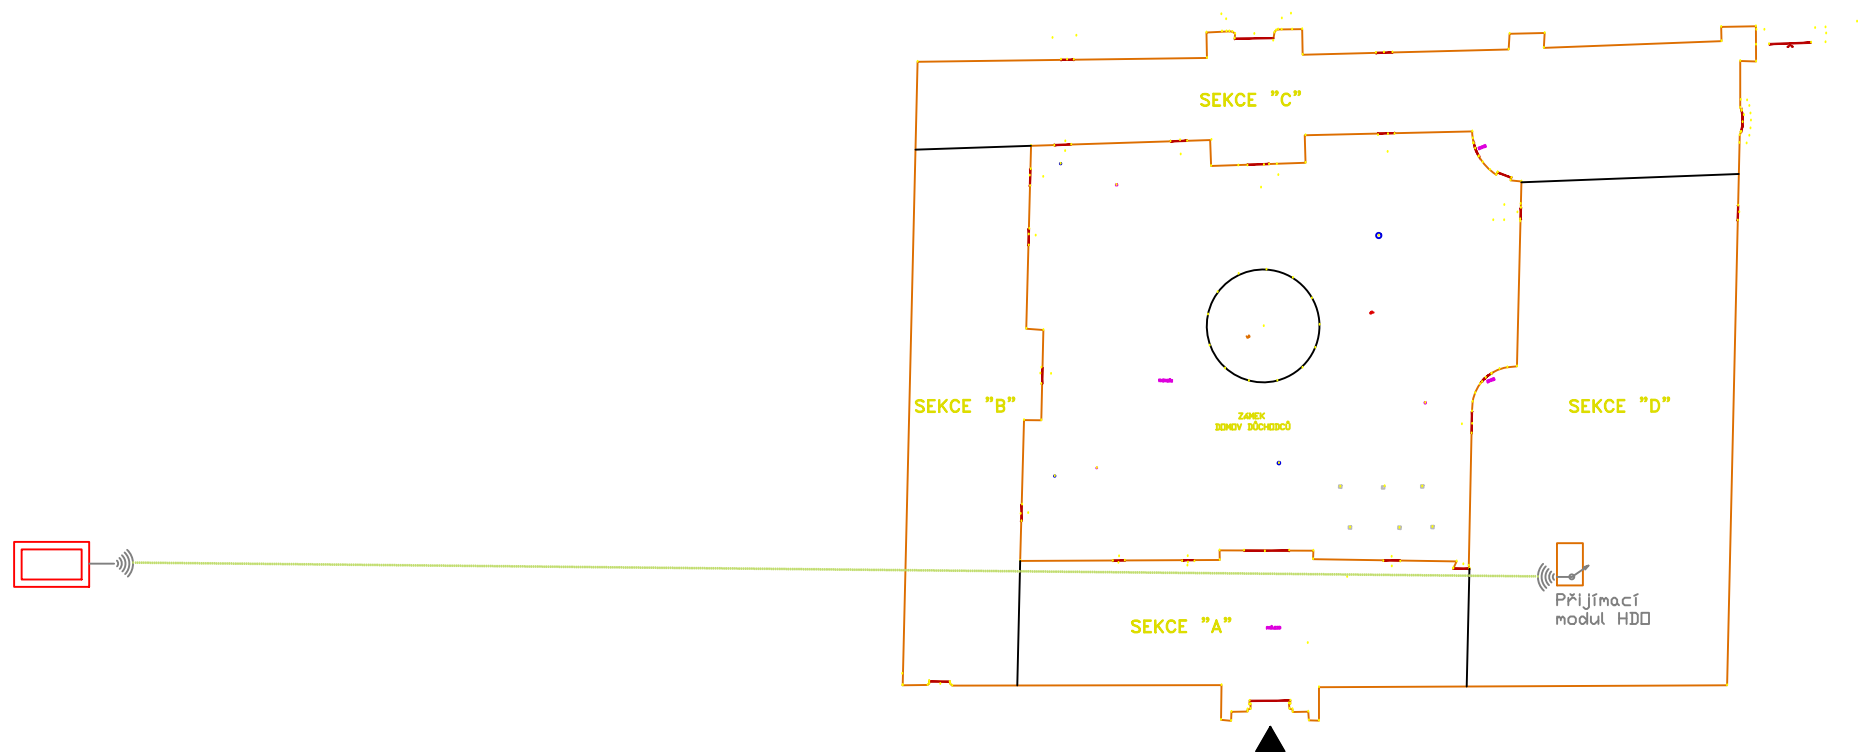 SEKCE "C"
SEKCE "B"
SEKCE "D"
ZAMEK
DOMOV DŮCHODCŮ
SEKCE "A"
Přijímací
modul HDO